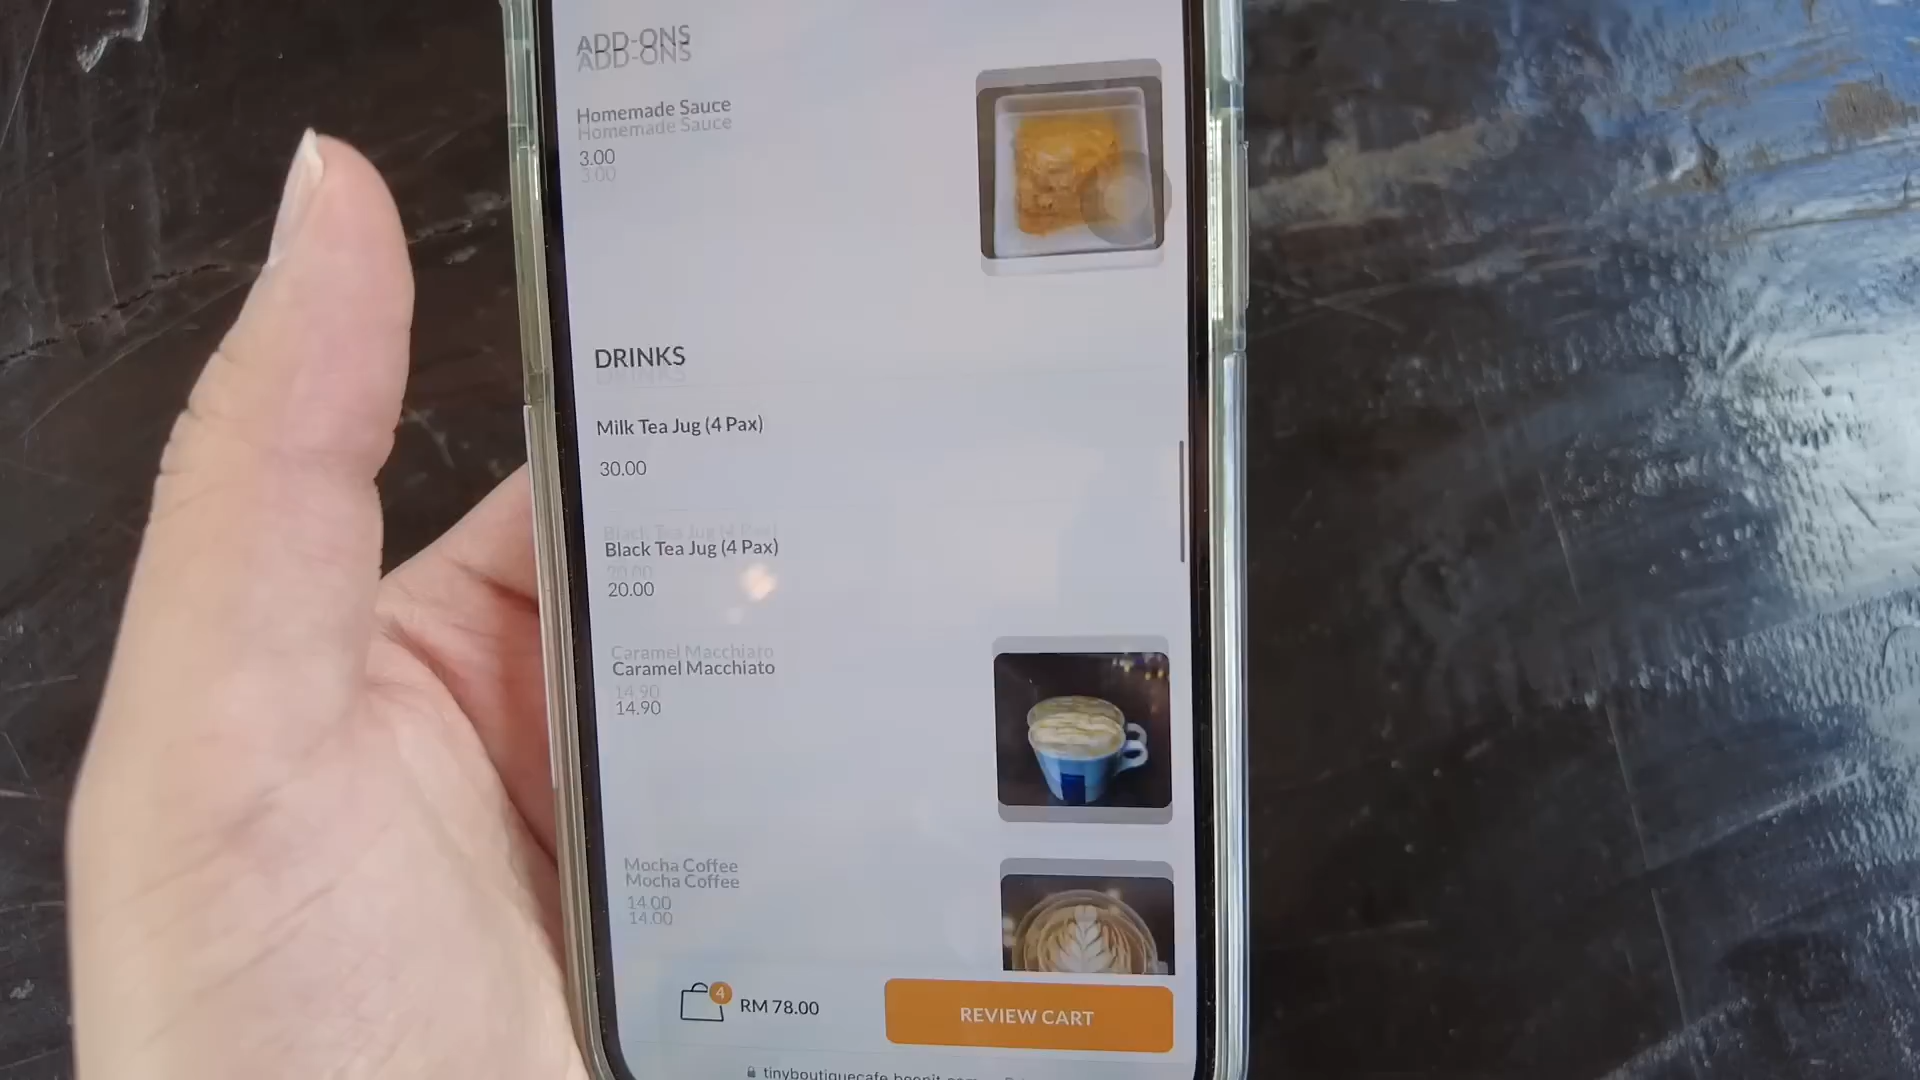 ADD-ONS
Homemade Sauce
3.00
DRINKS
Milk Tea Jug (4 Pax)
30.00
Black Tea Jug (4 Pax)
20.00
Caramel Macchiato
14.90
Mocha Coffee
14.00
4 RM 78.00 REVIEW CART